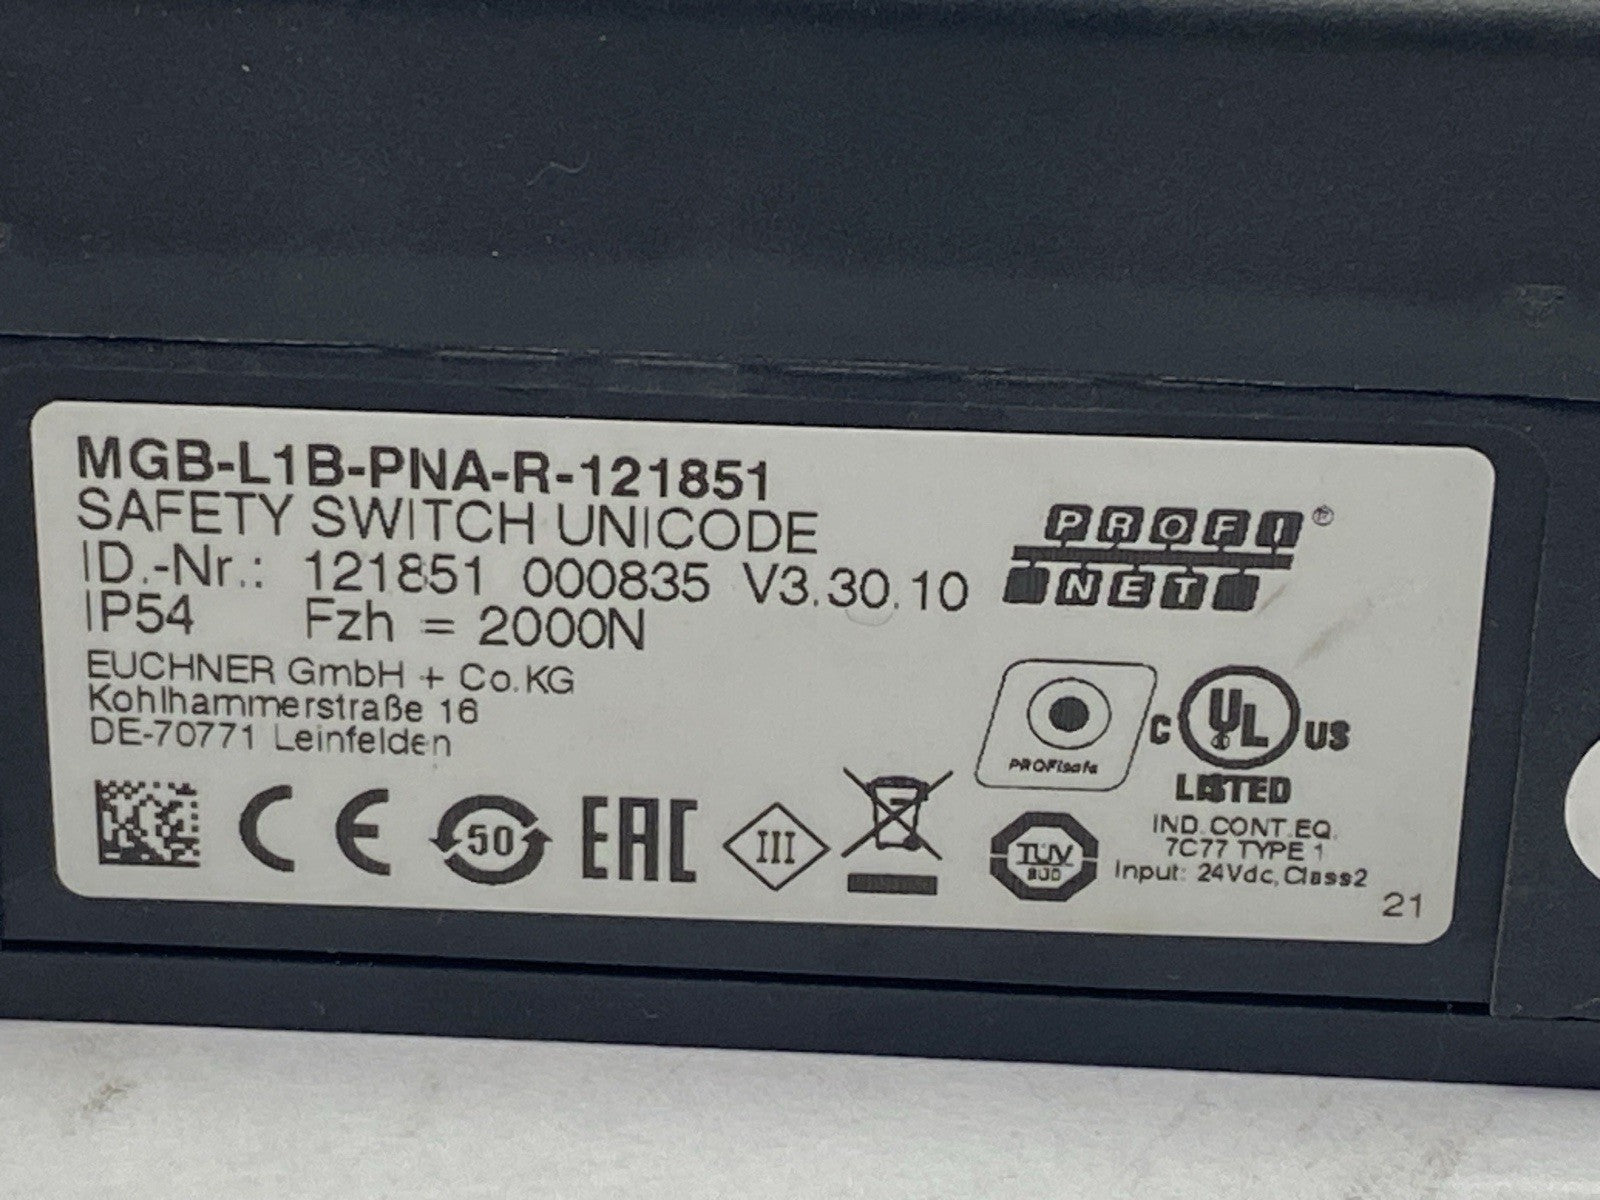 MGB-L1B-PNA-R-121851
SAFETY SWITCH UNICODE
ID.-Nr.: 121851 000835 V3.30.10
IP54 Fzh = 2000N
EUCHNER GmbH + Co.KG
Kohlhammerstraße 16
DE-70771 Leinfelden
PROFI®
NET
PROFIsafe
C UL US
LISTED
IND.CONT.EQ.
7C77 TYPE 1
Input: 24Vdc, Class2
CE 50 EAC III
TÜV
SÜD
21